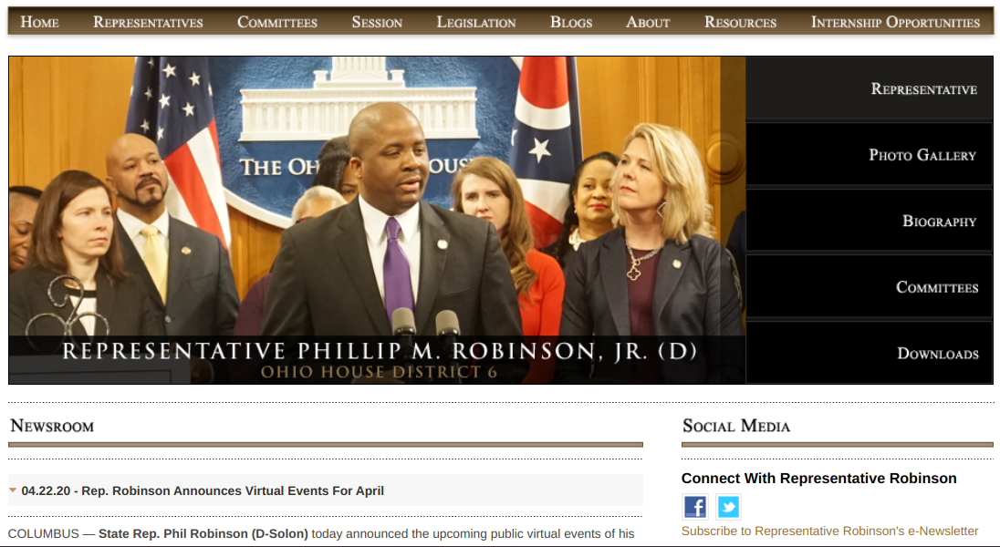 Home Representatives Committees Session Legislation Blogs About Resources Internship Opportunities
The Oh ous
Representative
Photo Gallery
Biography
Committees
Downloads
REPRESENTATIVE PHILLIP M. ROBINSON, JR. (D)
OHIO HOUSE DISTRICT 6
Newsroom
04.22.20 - Rep. Robinson Announces Virtual Events For April
COLUMBUS — State Rep. Phil Robinson (D-Solon) today announced the upcoming public virtual events of his
Social Media
Connect With Representative Robinson
Subscribe to Representative Robinson's e-Newsletter